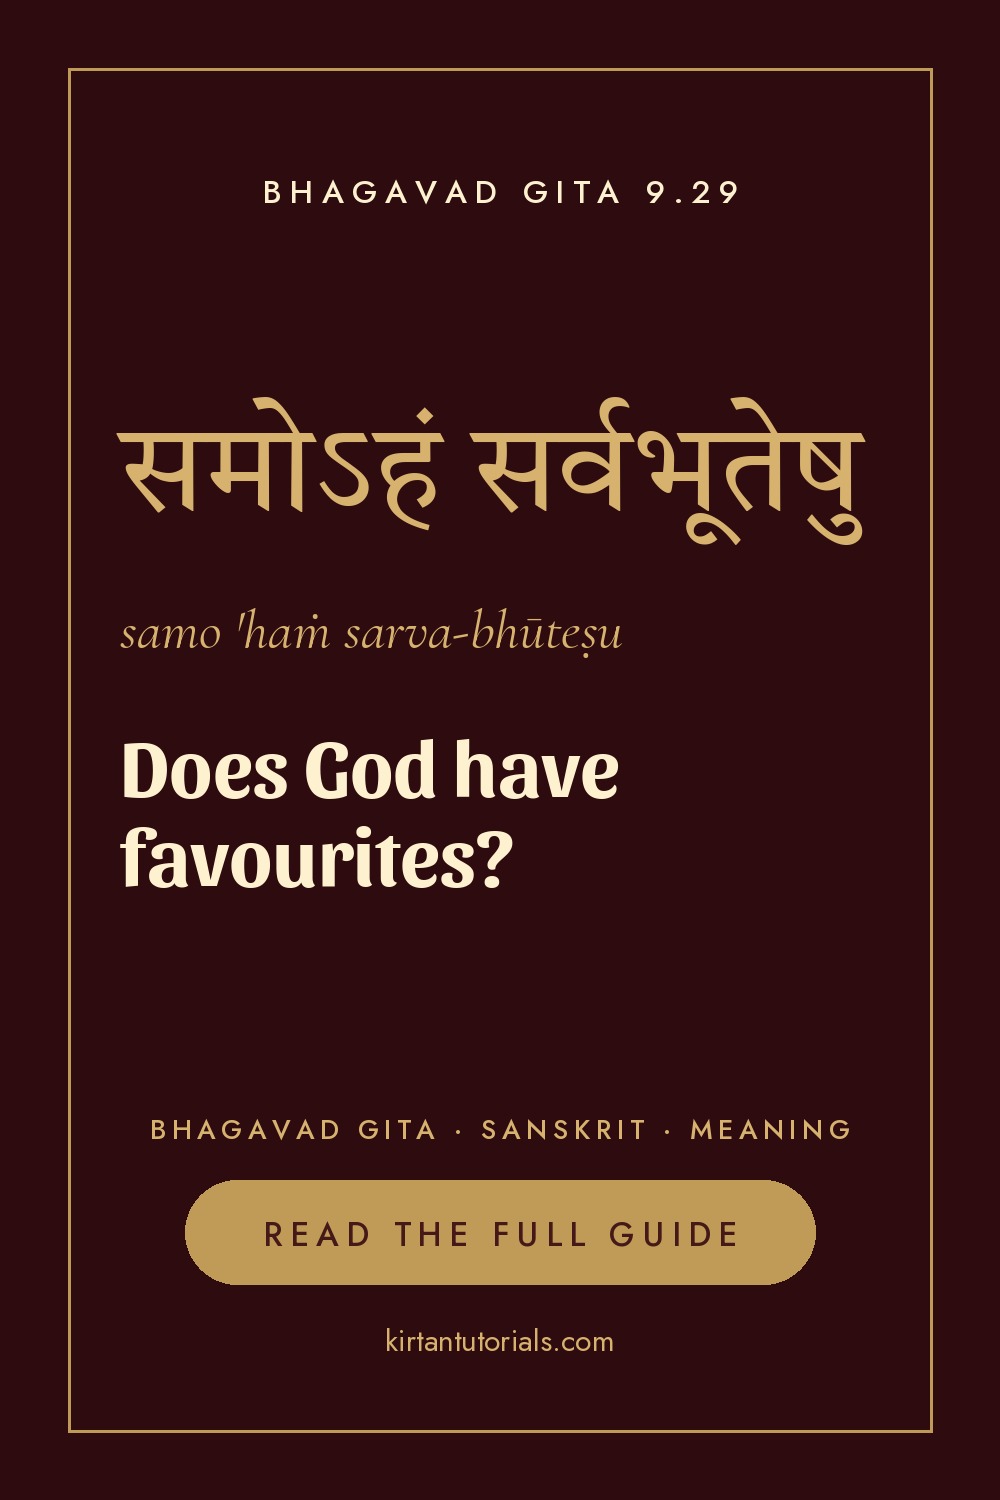 BHAGAVAD GITA 9.29
समोऽहं सर्वभूतेषु
samo 'haṁ sarva-bhūteṣu
Does God have
favourites?
BHAGAVAD GITA · SANSKRIT · MEANING
READ THE FULL GUIDE
kirtantutorials.com